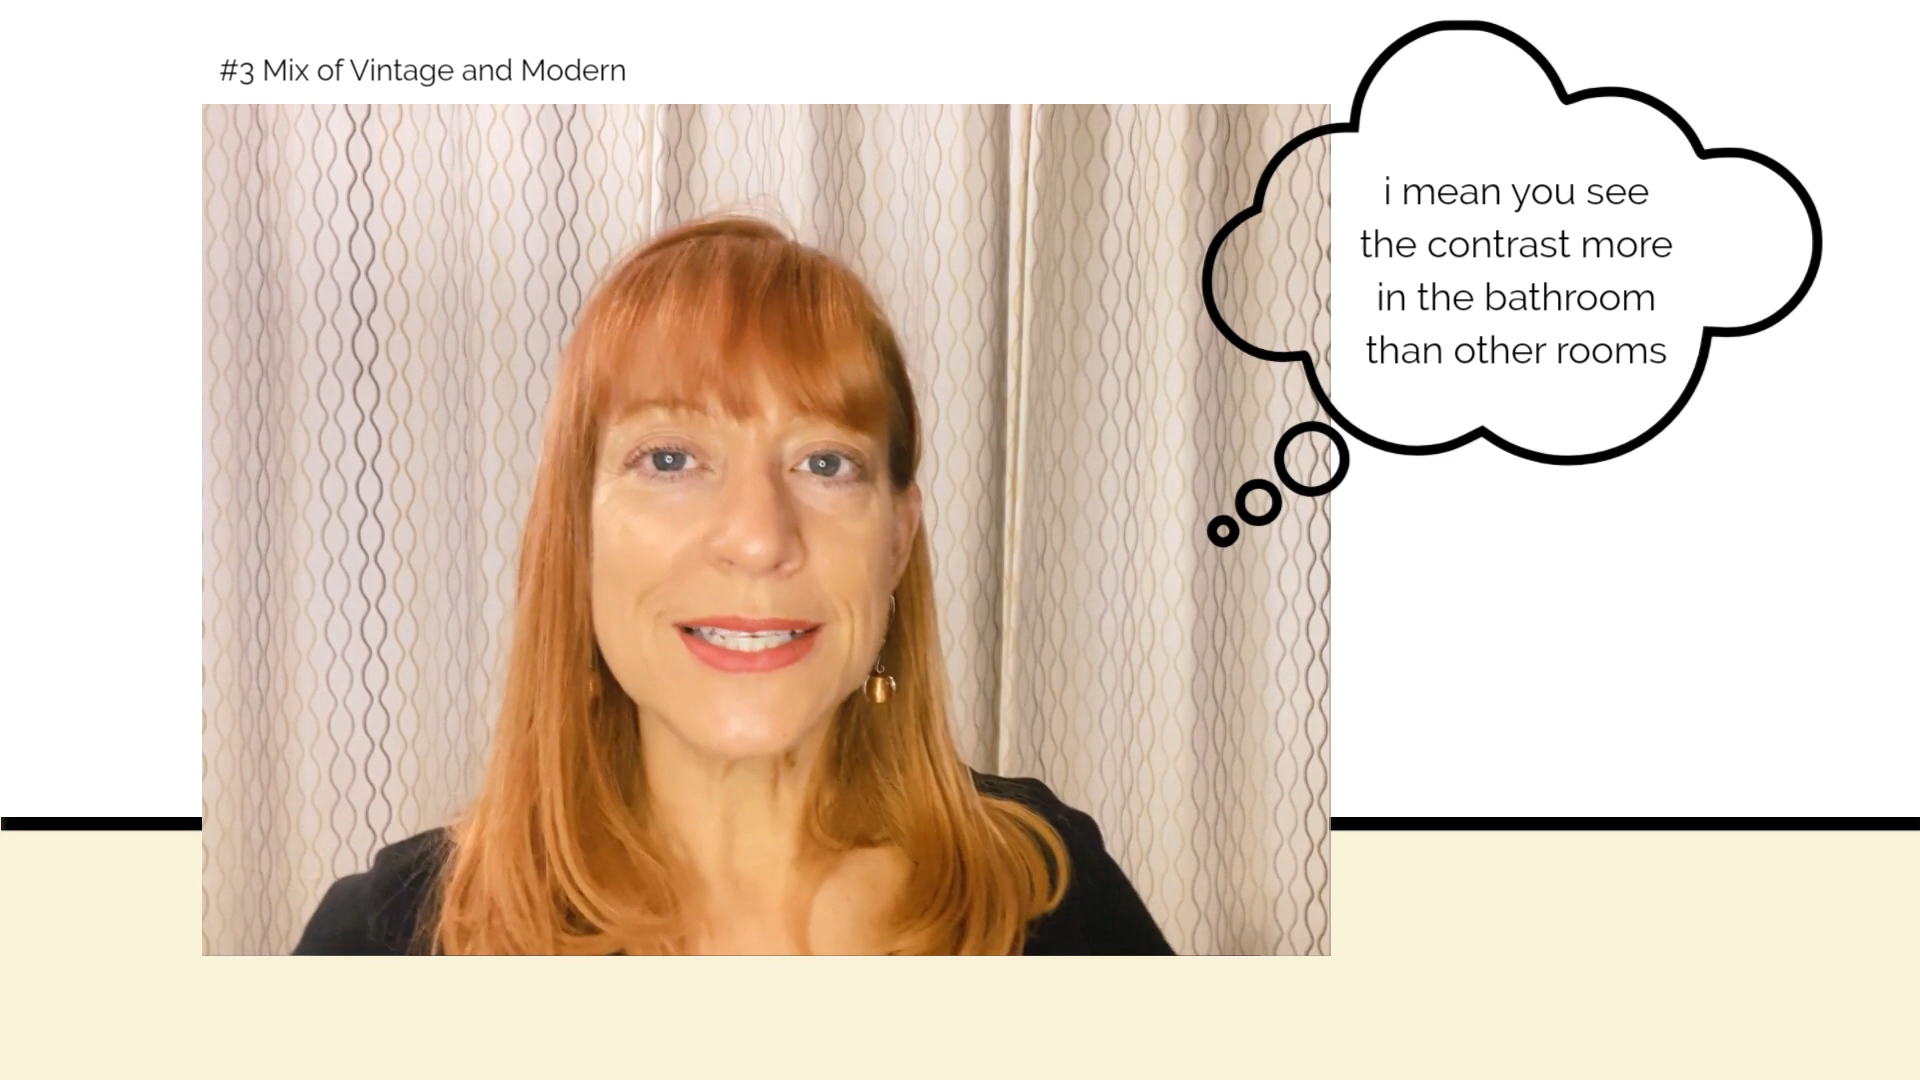 #3 Mix of Vintage and Modern
i mean you see
the contrast more
in the bathroom
than other rooms